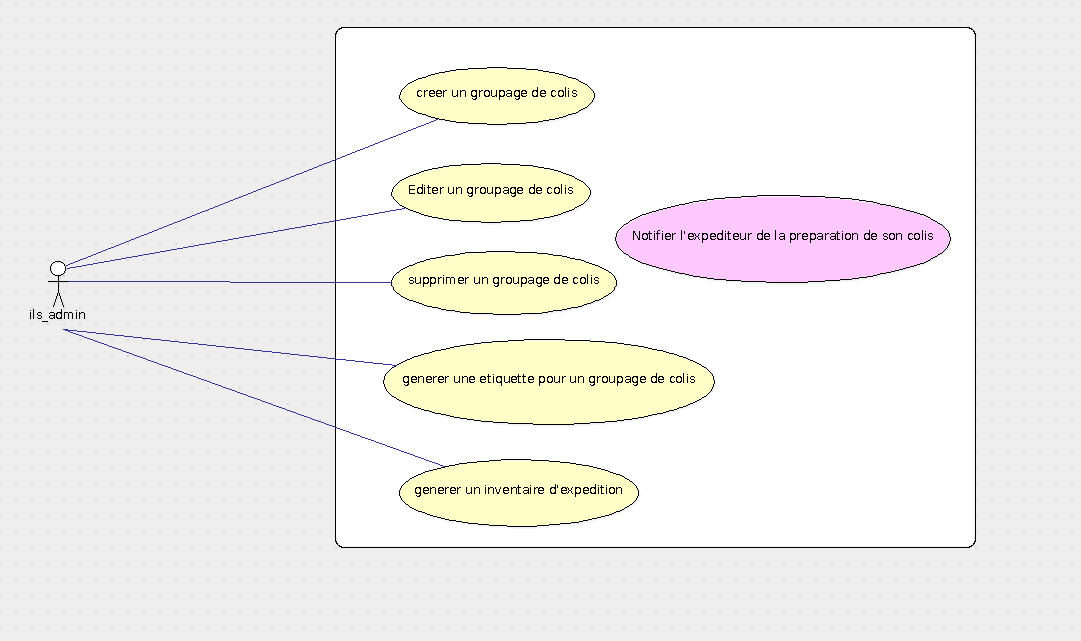 creer un groupage de colis
Editer un groupage de colis
Notifier l'expediteur de la preparation de son colis
supprimer un groupage de colis
ils_admin
generer une etiquette pour un groupage de colis
generer un inventaire d'expedition